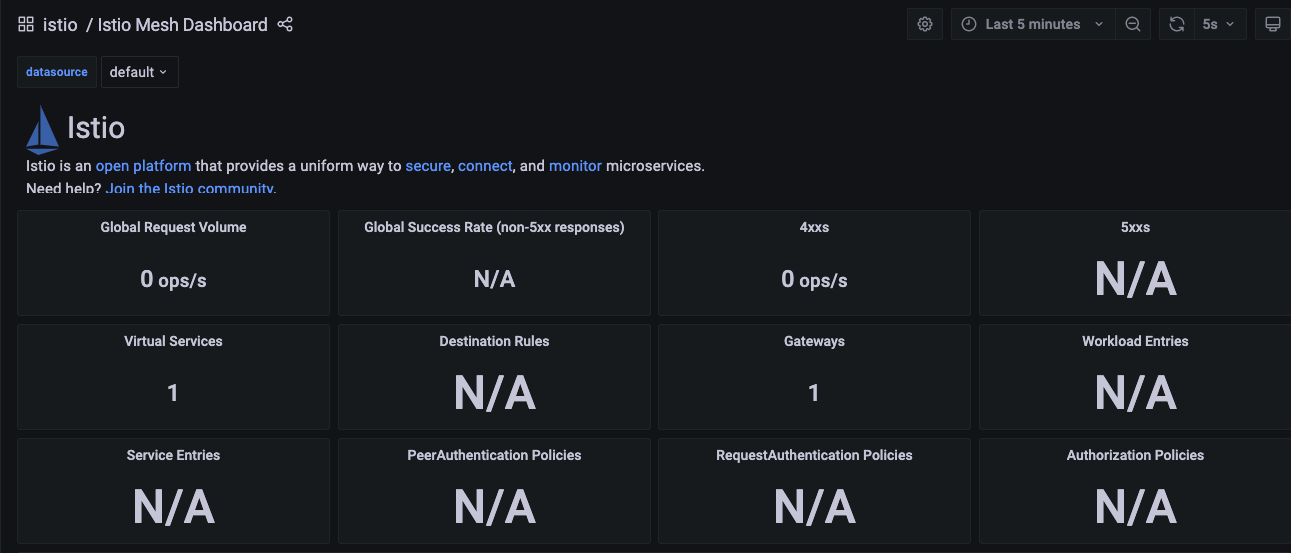 istio / Istio Mesh Dashboard
Last 5 minutes
5s
datasource
default
Istio
Istio is an open platform that provides a uniform way to secure, connect, and monitor microservices.
Need help? Join the Istio community.
Global Request Volume
0 ops/s
Global Success Rate (non-5xx responses)
N/A
4xxs
0 ops/s
5xxs
N/A
Virtual Services
1
Destination Rules
N/A
Gateways
1
Workload Entries
N/A
Service Entries
N/A
PeerAuthentication Policies
N/A
RequestAuthentication Policies
N/A
Authorization Policies
N/A